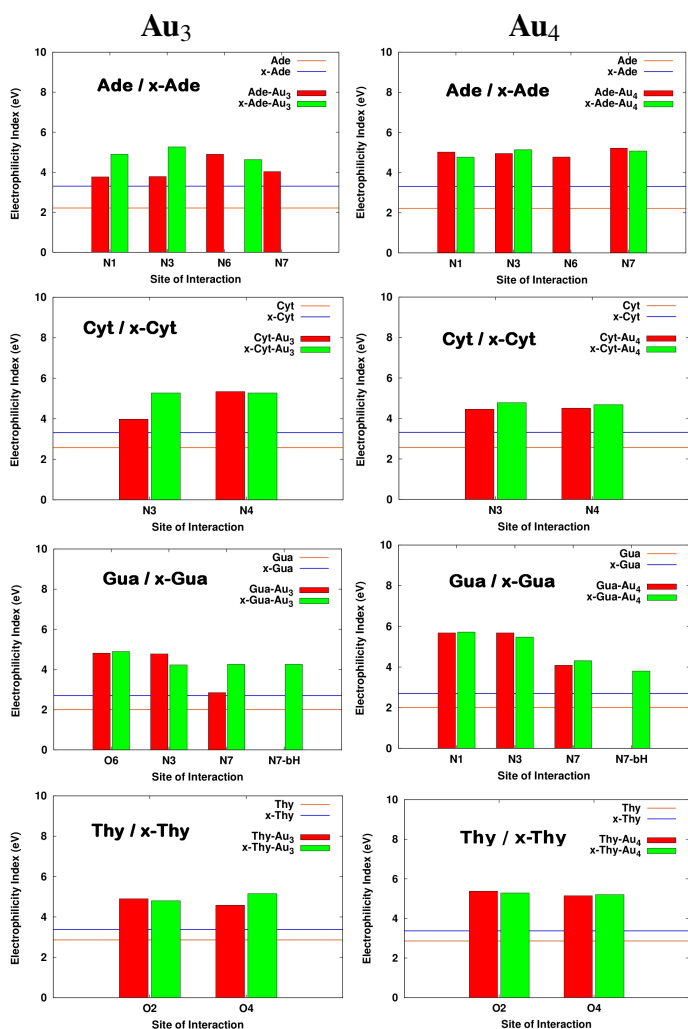 Au3
Au4
Ade / x-Ade
Ade
x-Ade
Ade-Au3
x-Ade-Au3
Electrophilicity Index (eV)
10
8
6
4
2
0
N1 N3 N6 N7
Site of Interaction
Ade / x-Ade
Ade
x-Ade
Ade-Au4
x-Ade-Au4
Electrophilicity Index (eV)
10
8
6
4
2
0
N1 N3 N6 N7
Site of Interaction
Cyt / x-Cyt
Cyt
x-Cyt
Cyt-Au3
x-Cyt-Au3
Electrophilicity Index (eV)
10
8
6
4
2
0
N3 N4
Site of Interaction
Cyt / x-Cyt
Cyt
x-Cyt
Cyt-Au4
x-Cyt-Au4
Electrophilicity Index (eV)
10
8
6
4
2
0
N3 N4
Site of Interaction
Gua / x-Gua
Gua
x-Gua
Gua-Au3
x-Gua-Au3
Electrophilicity Index (eV)
10
8
6
4
2
0
O6 N3 N7 N7-bH
Site of Interaction
Gua / x-Gua
Gua
x-Gua
Gua-Au4
x-Gua-Au4
Electrophilicity Index (eV)
10
8
6
4
2
0
N1 N3 N7 N7-bH
Site of Interaction
Thy / x-Thy
Thy
x-Thy
Thy-Au3
x-Thy-Au3
Electrophilicity Index (eV)
10
8
6
4
2
0
O2 O4
Site of Interaction
Thy / x-Thy
Thy
x-Thy
Thy-Au4
x-Thy-Au4
Electrophilicity Index (eV)
10
8
6
4
2
0
O2 O4
Site of Interaction